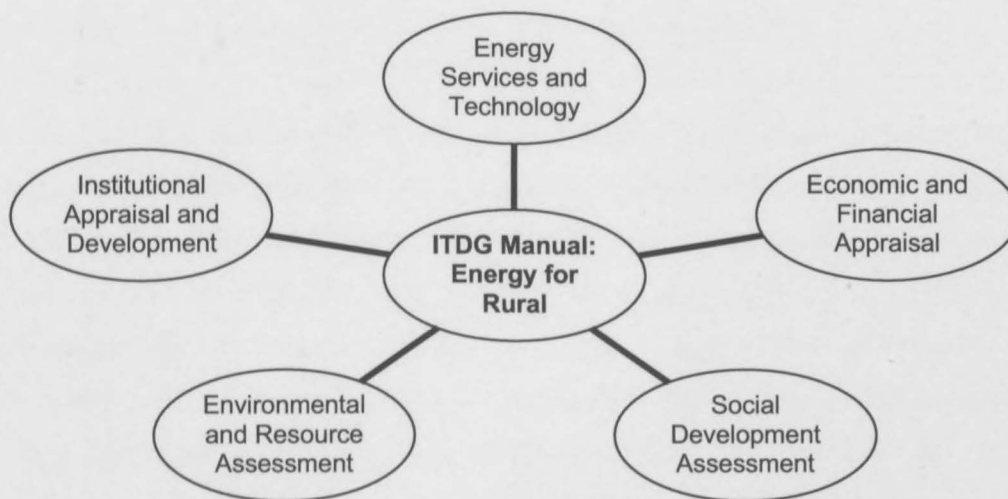 Energy
Services and
Technology
Institutional
Appraisal and
Development
Economic and
Financial
Appraisal
ITDG Manual:
Energy for
Rural
Environmental
and Resource
Assessment
Social
Development
Assessment